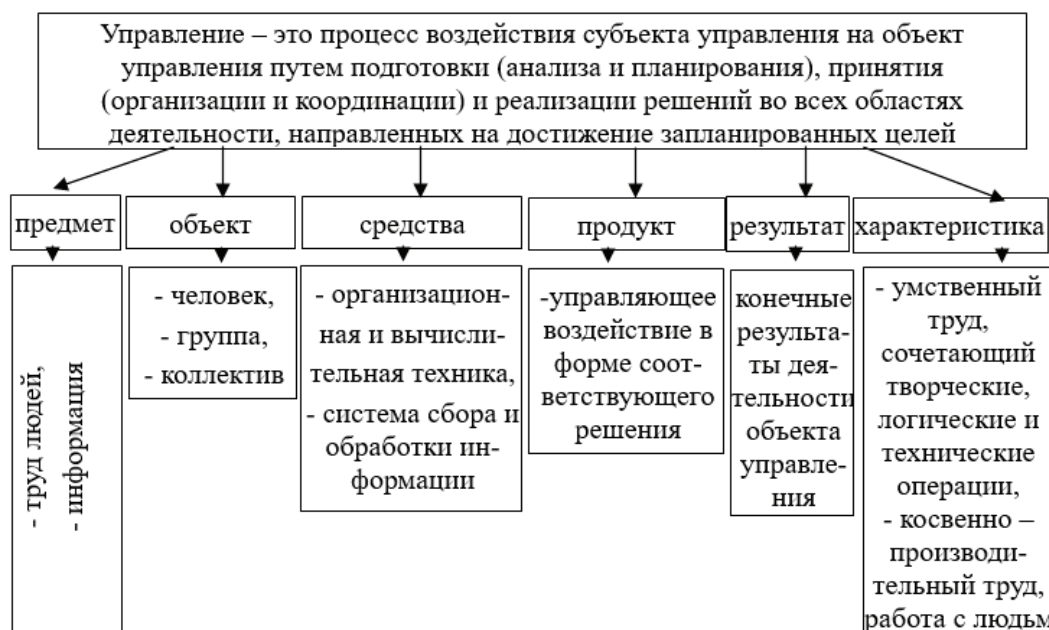 Управление – это процесс воздействия субъекта управления на объект
управления путем подготовки (анализа и планирования), принятия
(организации и координации) и реализации решений во всех областях
деятельности, направленных на достижение запланированных целей
предмет
объект
средства
продукт
результат
характеристика
- труд людей,
- информация
- человек,
- группа,
- коллектив
- организацион-
ная и вычисли-
тельная техника,
- система сбора и
обработки ин-
формации
-управляющее
воздействие в
форме соот-
ветствующего
решения
конечные
результа-
ты дея-
тельности
объекта
управле-
ния
- умственный
труд,
сочетающий
творческие,
логические и
технические
операции,
- косвенно –
производи-
тельный труд,
работа с людьм